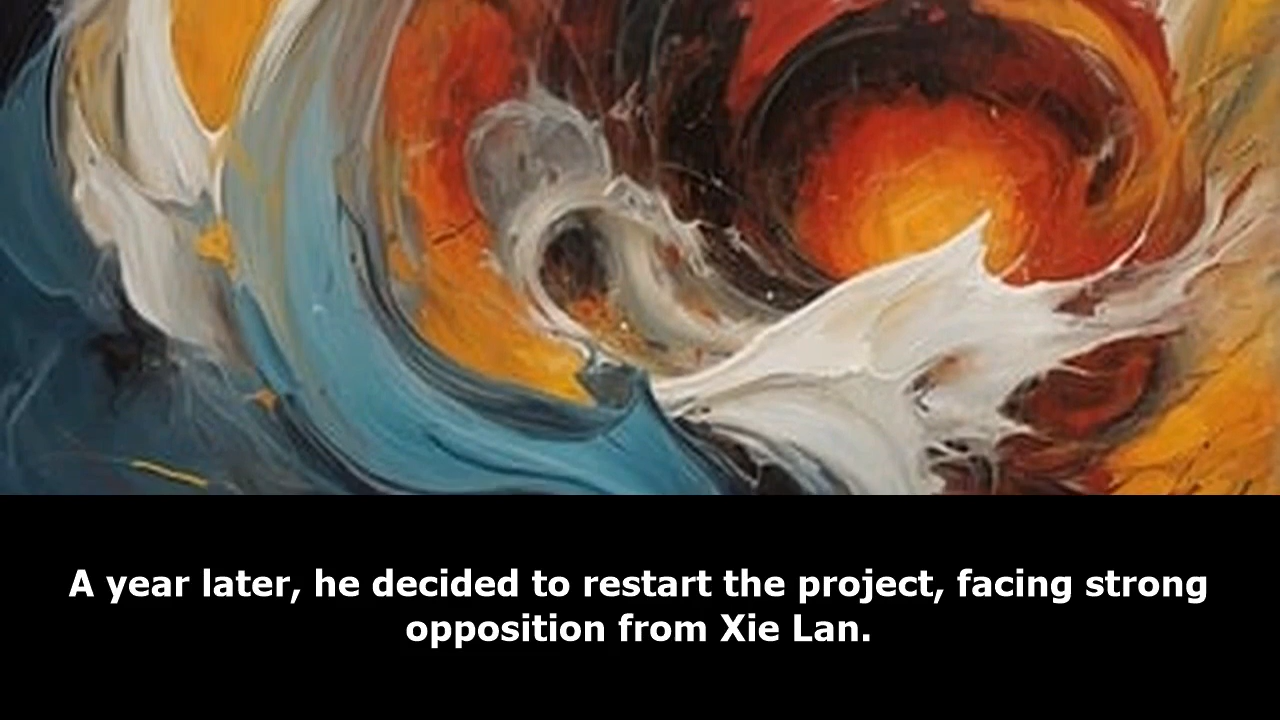 A year later, he decided to restart the project, facing strong
opposition from Xie Lan.